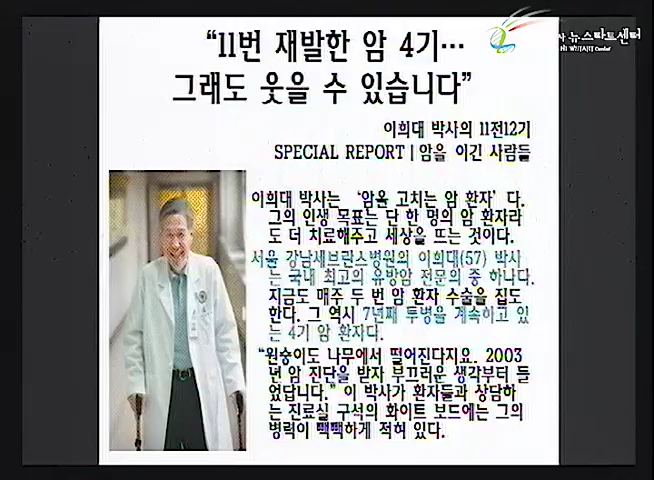 뉴스타트센터
“11번 재발한 암 4기…
그래도 웃을 수 있습니다”
이희대 박사의 11전12기
SPECIAL REPORT | 암을 이긴 사람들
이희대 박사는 ‘암을 고치는 암 환자’다.
그의 인생 목표는 단 한 명의 암 환자라
도 더 치료해주고 세상을 뜨는 것이다.
서울 강남세브란스병원의 이희대(57) 박사
는 국내 최고의 유방암 전문의 중 하나다.
지금도 매주 두 번 암 환자 수술을 집도
한다. 그 역시 7년째 투병을 계속하고 있
는 4기 암 환자다.
“원숭이도 나무에서 떨어진다지요. 2003
년 암 진단을 받자 부끄러운 생각부터 들
었답니다.” 이 박사가 환자들과 상담하
는 진료실 구석의 화이트 보드에는 그의
병력이 빽빽하게 적혀 있다.